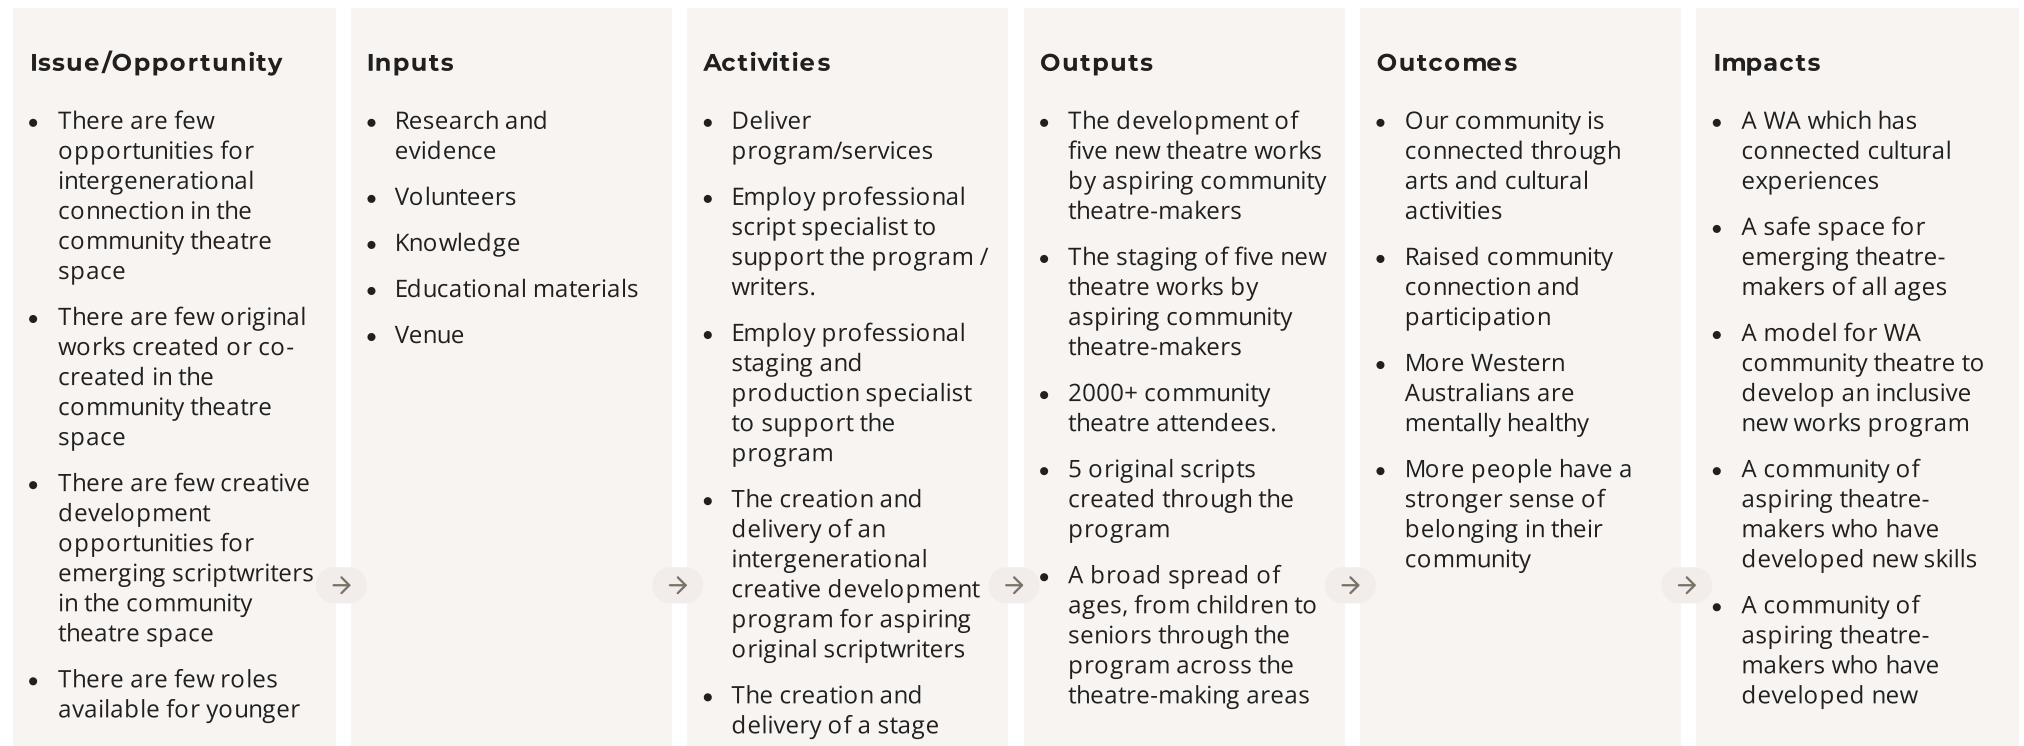 Issue/Opportunity
• There are few
opportunities for
intergenerational
connection in the
community theatre
space
• There are few original
works created or co-
created in the
community theatre
space
• There are few creative
development
opportunities for
emerging scriptwriters
in the community
theatre space
• There are few roles
available for younger
Inputs
• Research and
evidence
• Volunteers
• Knowledge
• Educational materials
• Venue
Activities
• Deliver
program/services
• Employ professional
script specialist to
support the program /
writers.
• Employ professional
staging and
production specialist
to support the
program
• The creation and
delivery of an
intergenerational
creative development
program for aspiring
original scriptwriters
• The creation and
delivery of a stage
Outputs
• The development of
five new theatre works
by aspiring community
theatre-makers
• The staging of five new
theatre works by
aspiring community
theatre-makers
• 2000+ community
theatre attendees.
• 5 original scripts
created through the
program
• A broad spread of
ages, from children to
seniors through the
program across the
theatre-making areas
Outcomes
• Our community is
connected through
arts and cultural
activities
• Raised community
connection and
participation
• More Western
Australians are
mentally healthy
• More people have a
stronger sense of
belonging in their
community
Impacts
• A WA which has
connected cultural
experiences
• A safe space for
emerging theatre-
makers of all ages
• A model for WA
community theatre to
develop an inclusive
new works program
• A community of
aspiring theatre-
makers who have
developed new skills
• A community of
aspiring theatre-
makers who have
developed new